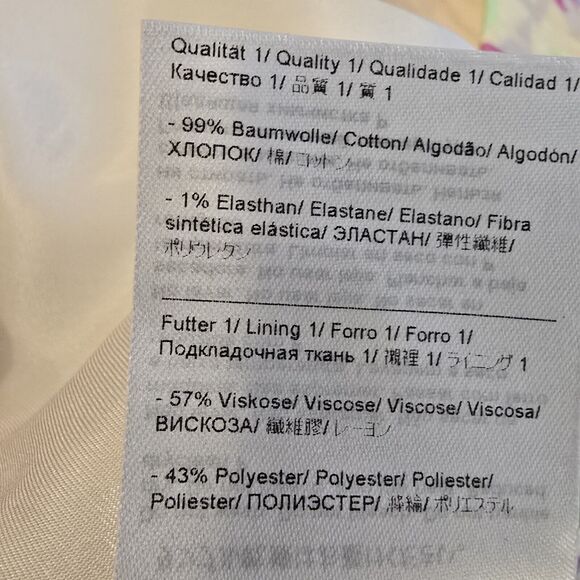 Qualität 1/ Quality 1/ Qualidade 1/ Calidad 1/
Качество 1/ 品質 1/ 質 1
- 99% Baumwolle/ Cotton/ Algodão/ Algodón/
ХЛОПОК/ 棉/ コットン
- 1% Elasthan/ Elastane/ Elastano/ Fibra
sintética elástica/ ЭЛАСТАН/ 彈性纖維/
ポリウレタン
Futter 1/ Lining 1/ Forro 1/ Forro 1/
Подкладочная ткань 1/ 襯裡 1/ ライニング 1
- 57% Viskose/ Viscose/ Viscose/ Viscosa/
ВИСКОЗА/ 纖維膠/ レーヨン
- 43% Polyester/ Polyester/ Poliester/
Poliester/ ПОЛИЭСТЕР/ 滌綸/ ポリエステル